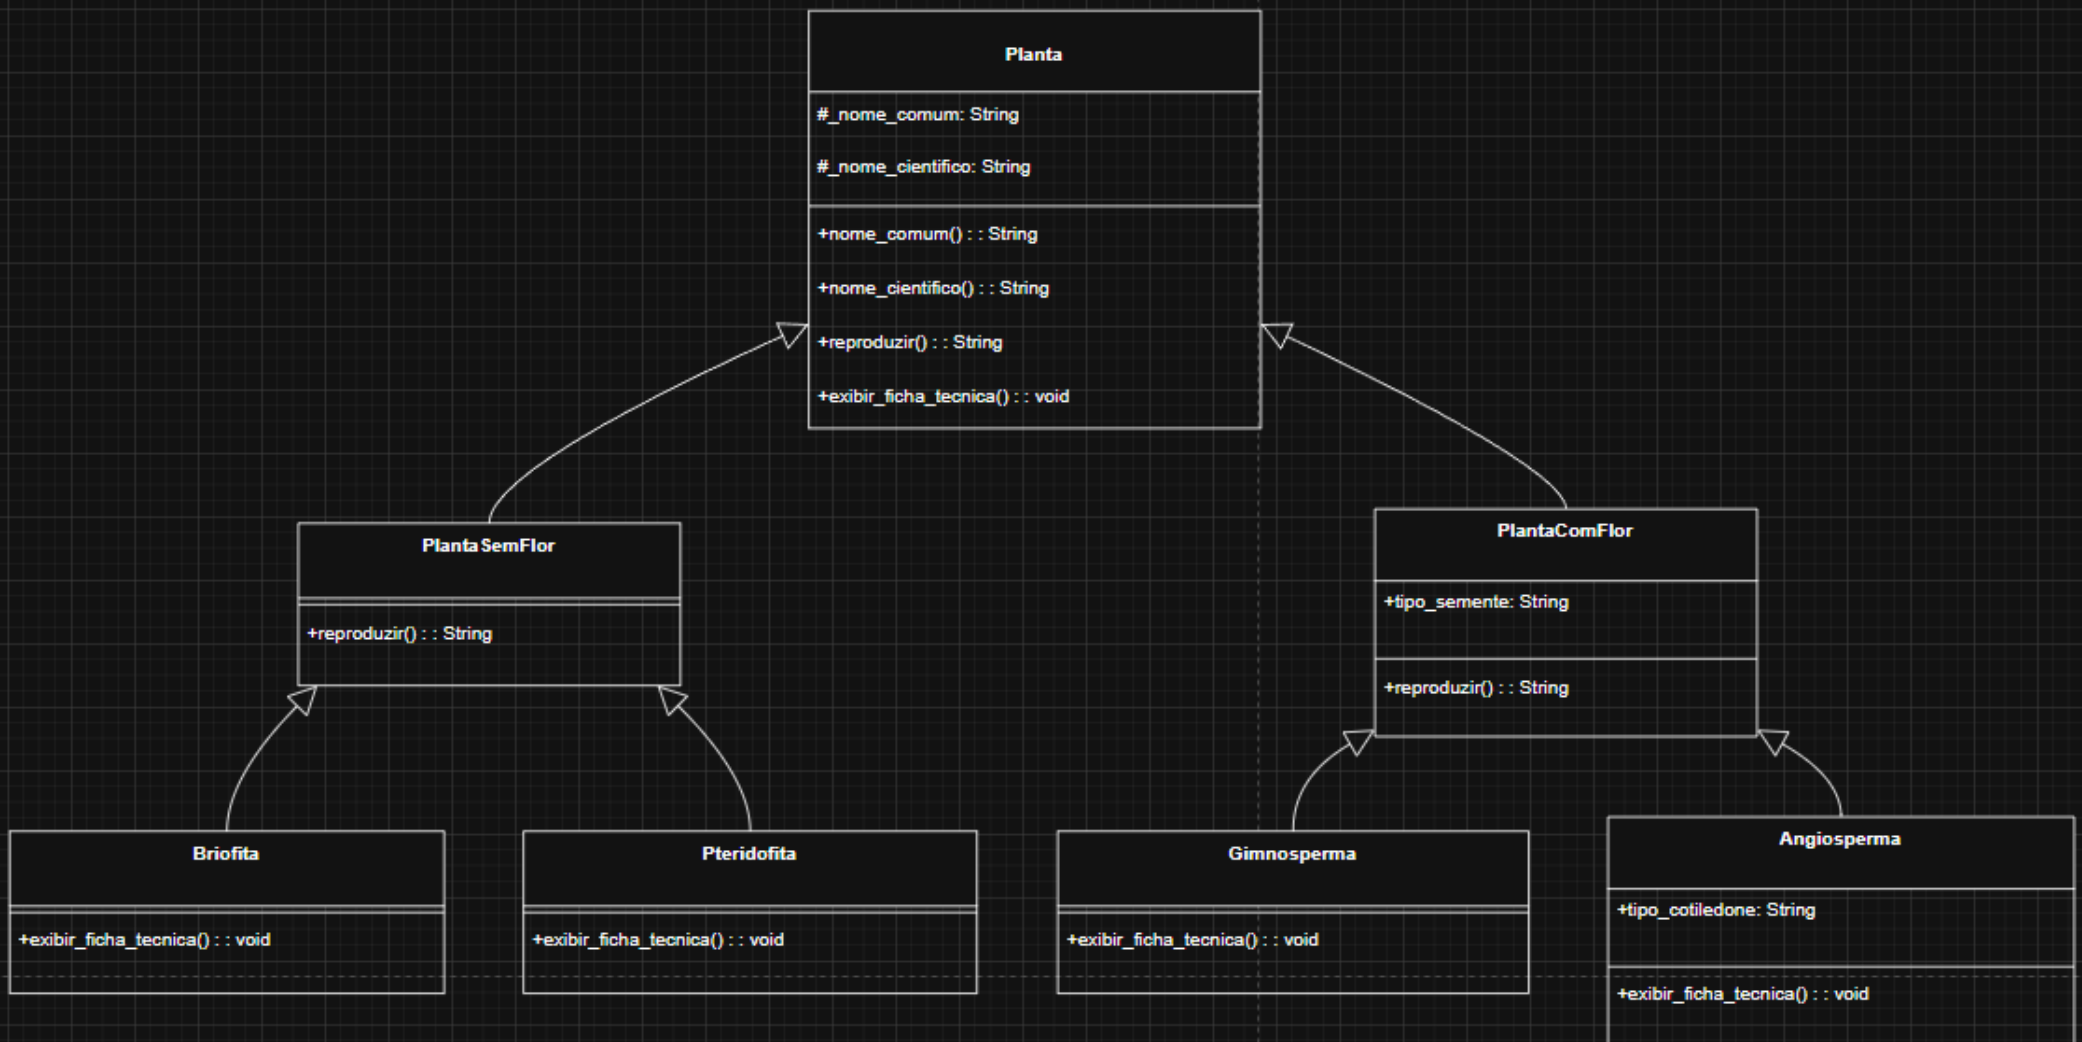 Planta
#_nome_comum: String
#_nome_cientifico: String
+nome_comum() : : String
+nome_cientifico() : : String
+reproduzir() : : String
+exibir_ficha_tecnica() : : void
PlantaSemFlor
+reproduzir() : : String
PlantaComFlor
+tipo_semente: String
+reproduzir() : : String
Briofita
+exibir_ficha_tecnica() : : void
Pteridofita
+exibir_ficha_tecnica() : : void
Gimnosperma
+exibir_ficha_tecnica() : : void
Angiosperma
+tipo_cotiledone: String
+exibir_ficha_tecnica() : : void